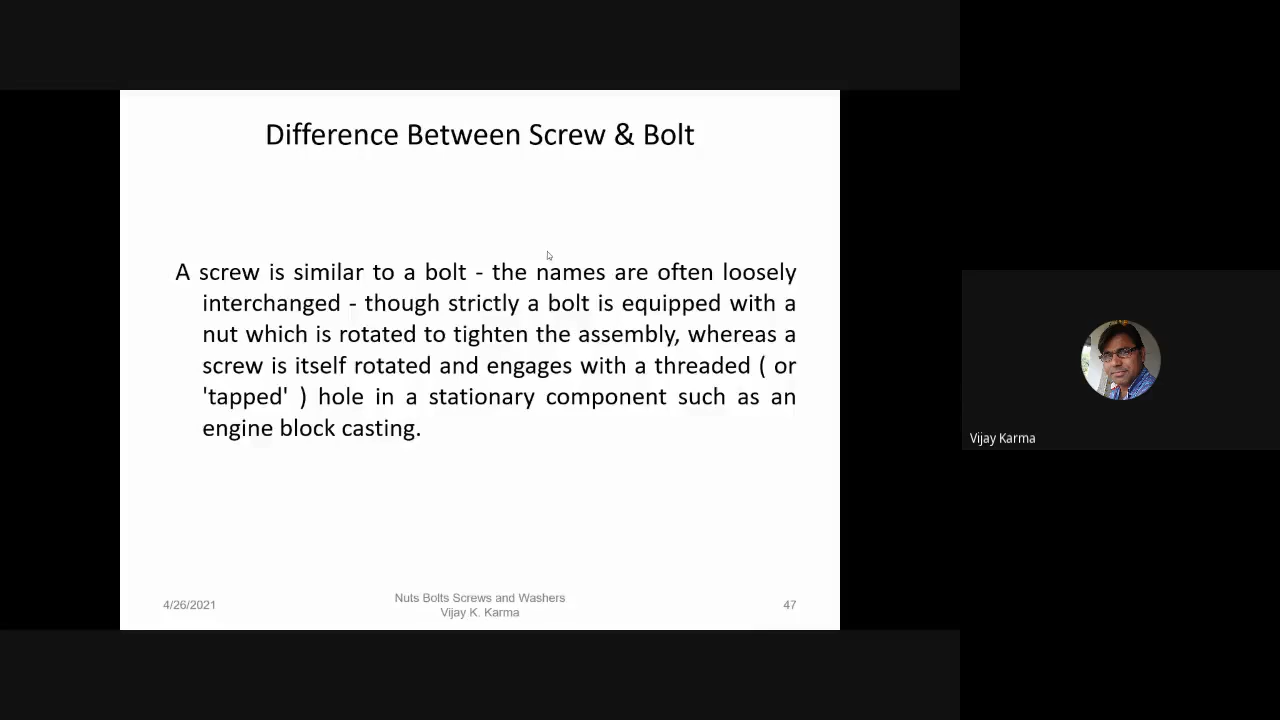 Difference Between Screw & Bolt
A screw is similar to a bolt - the names are often loosely
interchanged - though strictly a bolt is equipped with a
nut which is rotated to tighten the assembly, whereas a
screw is itself rotated and engages with a threaded ( or
'tapped' ) hole in a stationary component such as an
engine block casting.
4/26/2021
Nuts Bolts Screws and Washers
Vijay K. Karma
47
Vijay Karma